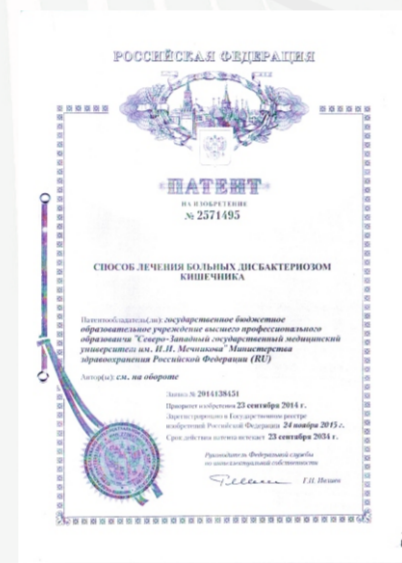 РОССИЙСКАЯ ФЕДЕРАЦИЯ
ПАТЕНТ
НА ИЗОБРЕТЕНИЕ
№ 2571495
СПОСОБ ЛЕЧЕНИЯ БОЛЬНЫХ ДИСБАКТЕРИОЗОМ
КИШЕЧНИКА
Патентообладатель(ли): государственное бюджетное
образовательное учреждение высшего профессионального
образования "Северо-Западный государственный медицинский
университет им. И.И. Мечникова" Министерства
здравоохранения Российской Федерации (RU)
Автор(ы): см. на обороте
Заявка № 2014138451
Приоритет изобретения 23 сентября 2014 г.
Зарегистрировано в Государственном реестре
изобретений Российской Федерации 24 ноября 2015 г.
Срок действия патента истекает 23 сентября 2034 г.
Руководитель Федеральной службы
по интеллектуальной собственности
Г.П. Ивлиев